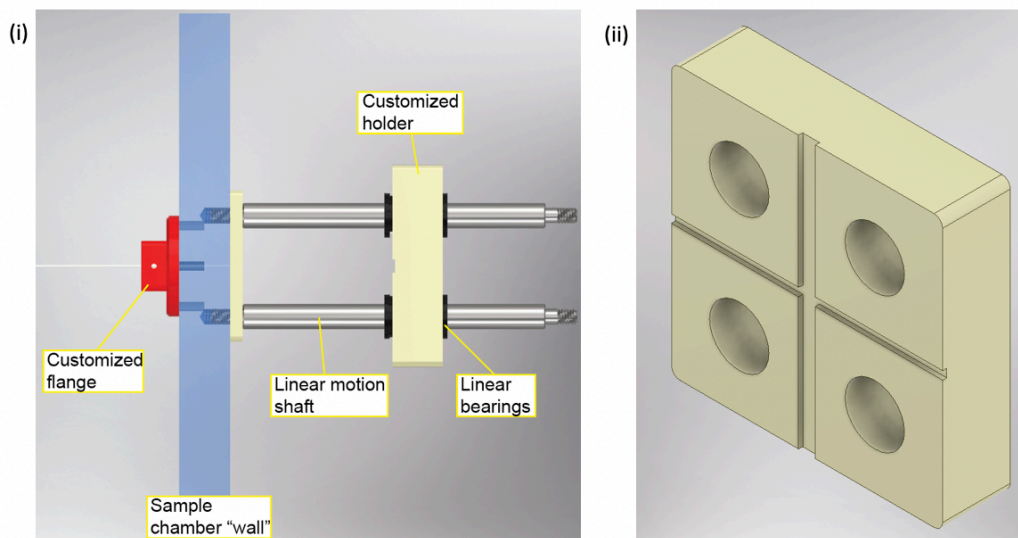 (i)
(ii)
Customized
holder
Customized
flange
Linear motion
shaft
Linear
bearings
Sample
chamber “wall”